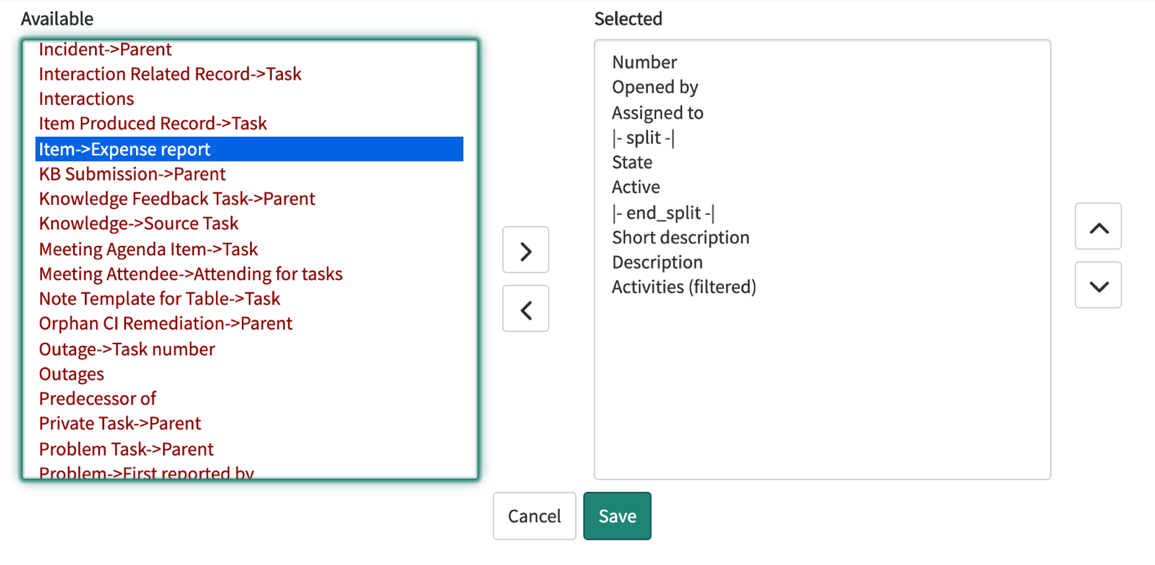 Available
Incident->Parent
Interaction Related Record->Task
Interactions
Item Produced Record->Task
Item->Expense report
KB Submission->Parent
Knowledge Feedback Task->Parent
Knowledge->Source Task
Meeting Agenda Item->Task
Meeting Attendee->Attending for tasks
Note Template for Table->Task
Orphan CI Remediation->Parent
Outage->Task number
Outages
Predecessor of
Private Task->Parent
Problem Task->Parent
Problem->First reported by
Selected
Number
Opened by
Assigned to
|- split -|
State
Active
|- end_split -|
Short description
Description
Activities (filtered)
Cancel
Save